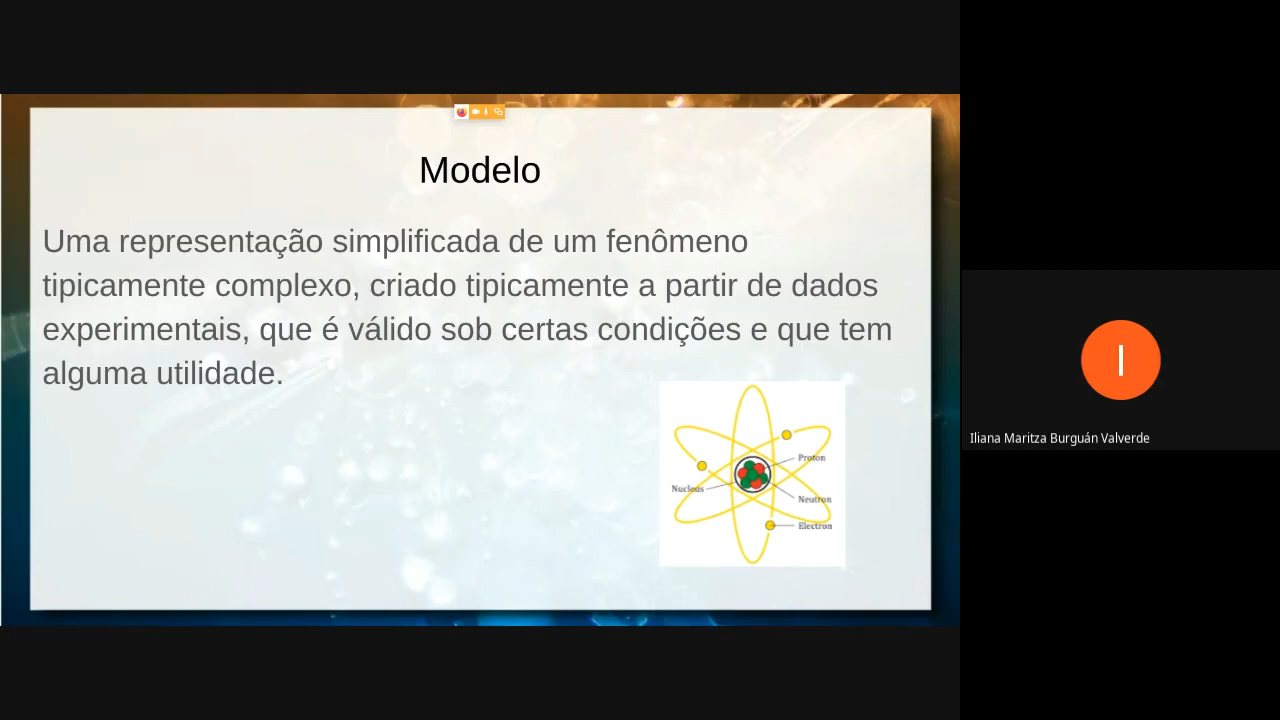 Modelo
Uma representação simplificada de um fenômeno
tipicamente complexo, criado tipicamente a partir de dados
experimentais, que é válido sob certas condições e que tem
alguma utilidade.
Proton
Nucleus
Neutron
Electron
I
Iliana Maritza Burguán Valverde